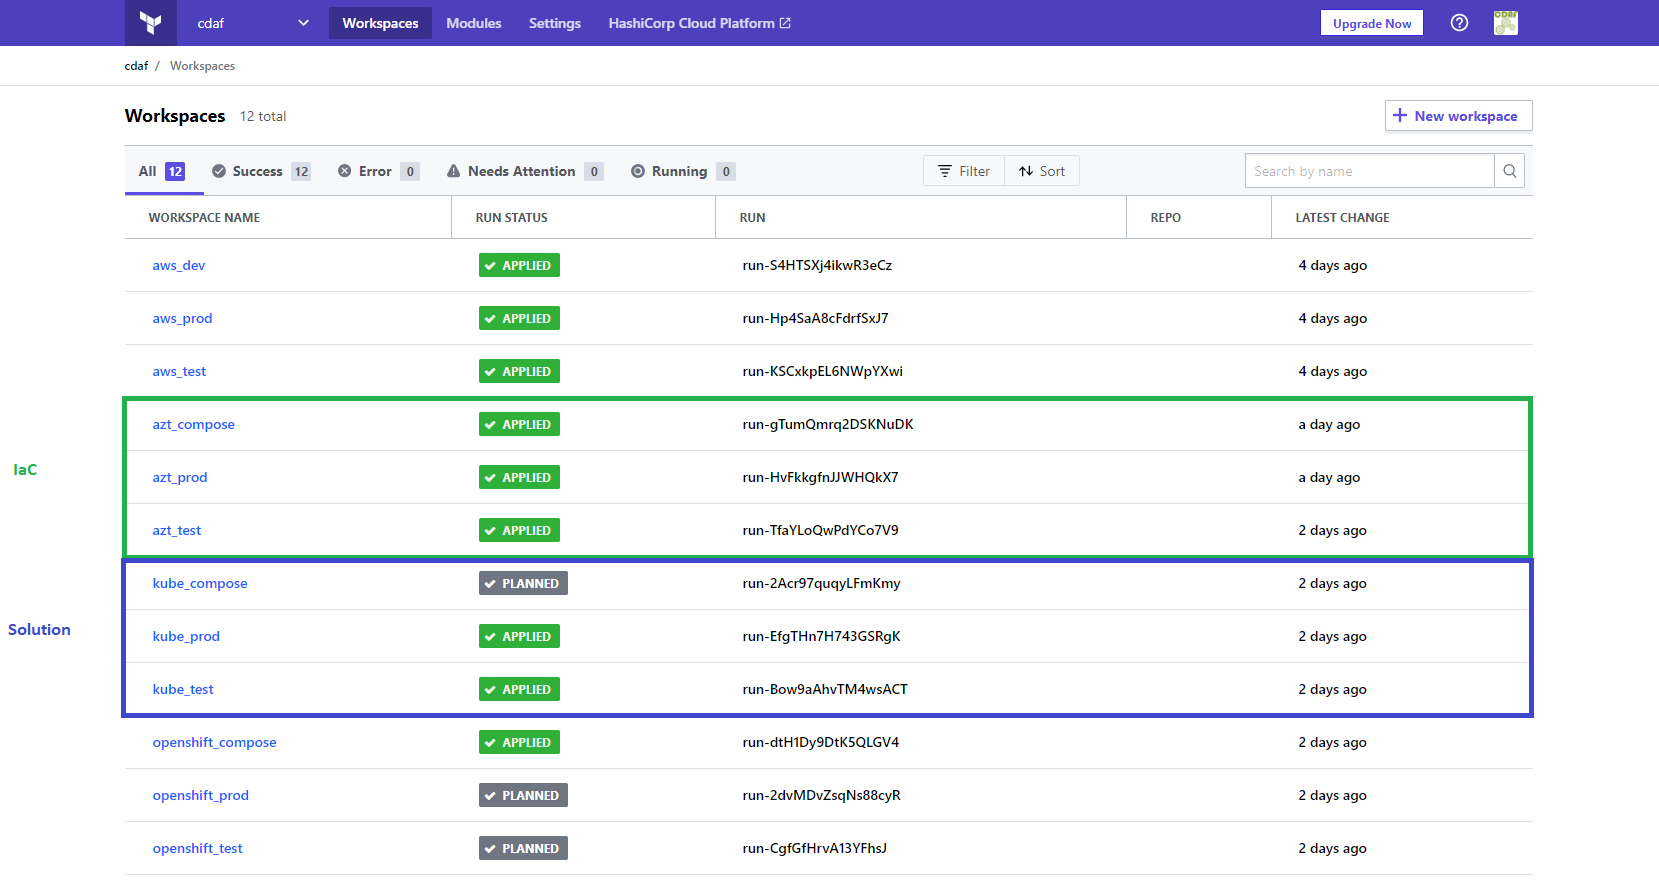 cdaf Workspaces Modules Settings HashiCorp Cloud Platform Upgrade Now
cdaf / Workspaces
Workspaces 12 total + New workspace
All 12 Success 12 Error 0 Needs Attention 0 Running 0 Filter Sort Search by name
WORKSPACE NAME RUN STATUS RUN REPO LATEST CHANGE
aws_dev APPLIED run-S4HTSXj4ikwR3eCz 4 days ago
aws_prod APPLIED run-Hp4SaA8cFdrfSxJ7 4 days ago
aws_test APPLIED run-KSCxkpEL6NWpYXwi 4 days ago
azt_compose APPLIED run-gTumQmrq2DSKNuDK a day ago
IaC
azt_prod APPLIED run-HvFkkgfnJJWHQkX7 a day ago
azt_test APPLIED run-TfaYLoQwPdYCo7V9 2 days ago
kube_compose PLANNED run-2Acr97quqyLFmKmy 2 days ago
Solution
kube_prod APPLIED run-EfgTHn7H743GSRgK 2 days ago
kube_test APPLIED run-Bow9aAhvTM4wsACT 2 days ago
openshift_compose APPLIED run-dtH1Dy9DtK5QLGV4 2 days ago
openshift_prod PLANNED run-2dvMDvZsqNs88cyR 2 days ago
openshift_test PLANNED run-CgfGfHrvA13YFhsJ 2 days ago